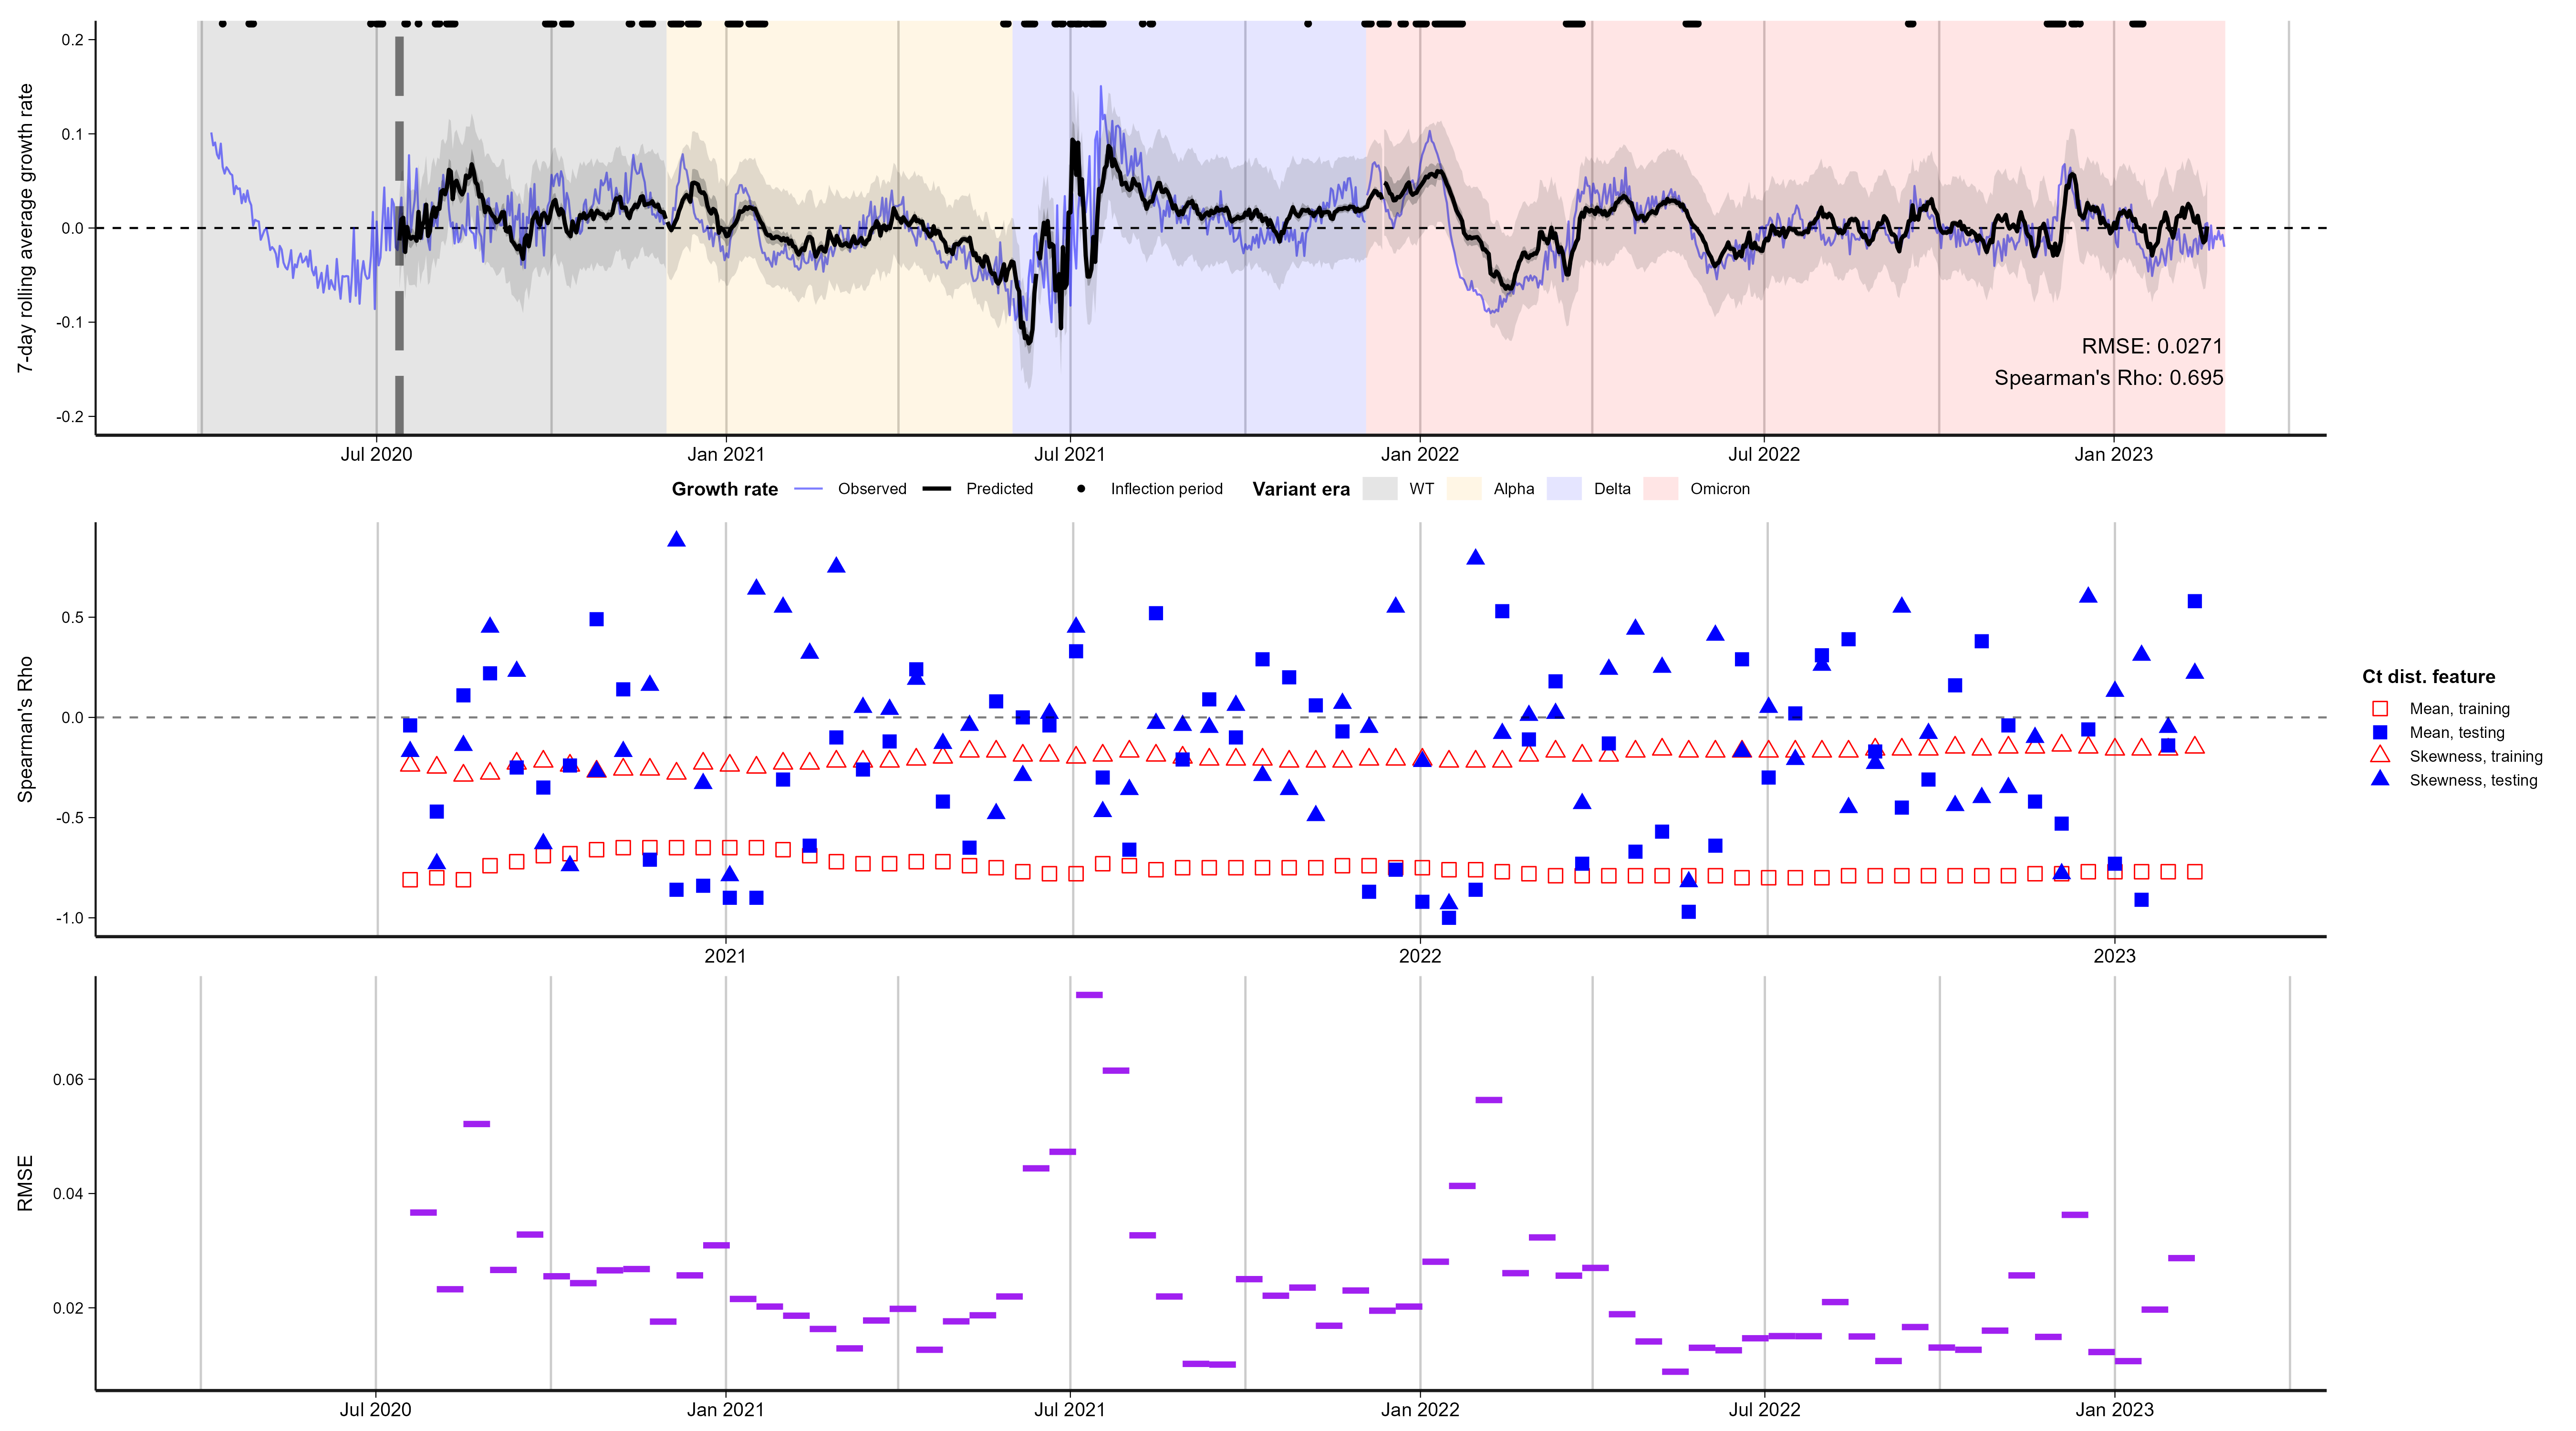 7-day rolling average growth rate
0.2
0.1
0.0
-0.1
-0.2
RMSE: 0.0271
Spearman's Rho: 0.695
Jul 2020 Jan 2021 Jul 2021 Jan 2022 Jul 2022 Jan 2023
Growth rate Observed Predicted Inflection period Variant era WT Alpha Delta Omicron
Spearman's Rho
0.5
0.0
-0.5
-1.0
2021 2022 2023
Ct dist. feature
Mean, training
Mean, testing
Skewness, training
Skewness, testing
RMSE
0.06
0.04
0.02
Jul 2020 Jan 2021 Jul 2021 Jan 2022 Jul 2022 Jan 2023